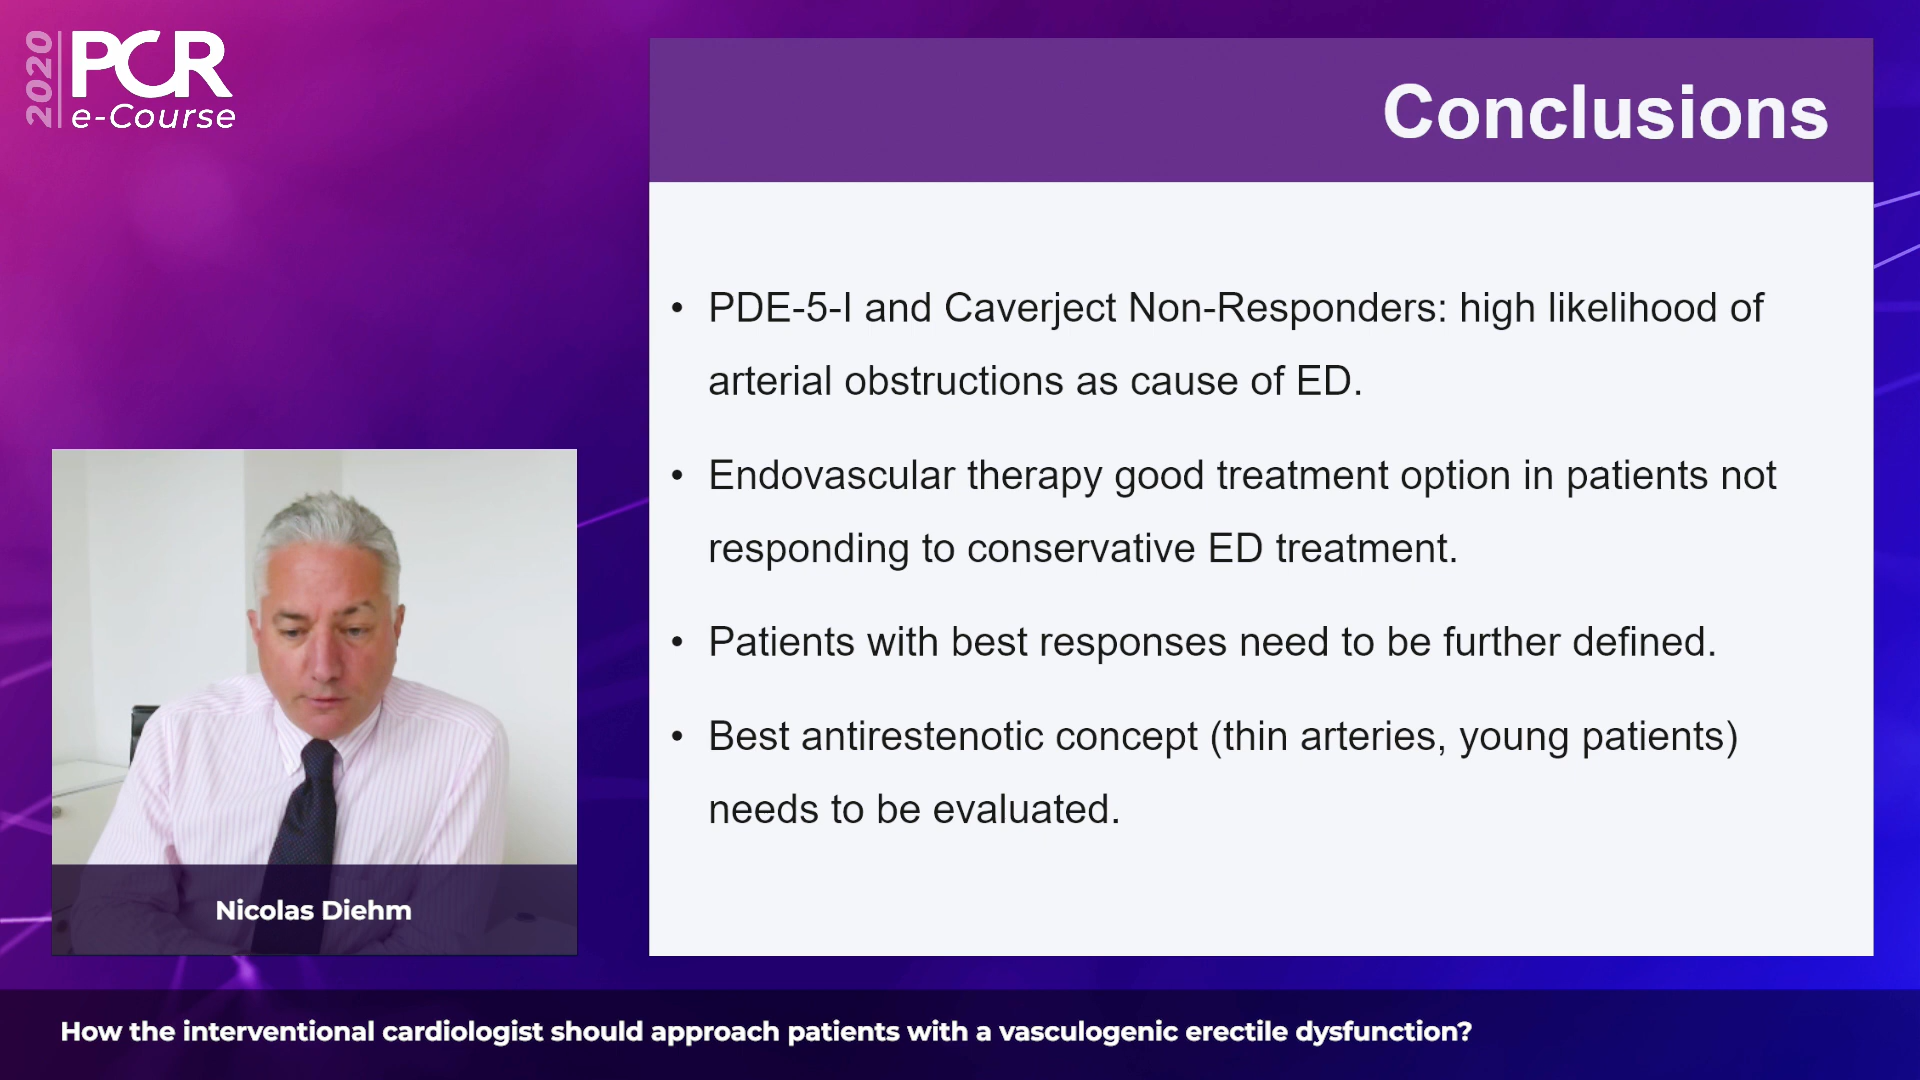 2020
PCR
e-Course
Conclusions
• PDE-5-I and Caverject Non-Responders: high likelihood of
arterial obstructions as cause of ED.
• Endovascular therapy good treatment option in patients not
responding to conservative ED treatment.
• Patients with best responses need to be further defined.
• Best antirestenotic concept (thin arteries, young patients)
needs to be evaluated.
Nicolas Diehm
How the interventional cardiologist should approach patients with a vasculogenic erectile dysfunction?